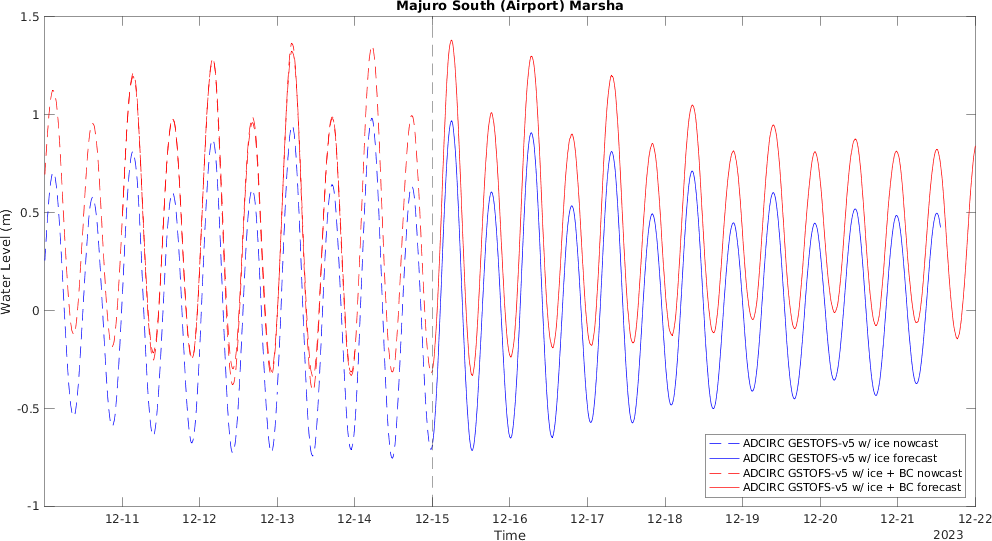 Majuro South (Airport) Marsha
1.5
1
0.5
0
-0.5
-1
Water Level (m)
ADCIRC GESTOFS-v5 w/ ice nowcast
ADCIRC GESTOFS-v5 w/ ice forecast
ADCIRC GSTOFS-v5 w/ ice + BC nowcast
ADCIRC GSTOFS-v5 w/ ice + BC forecast
12-11 12-12 12-13 12-14 12-15 12-16 12-17 12-18 12-19 12-20 12-21 12-22
Time
2023